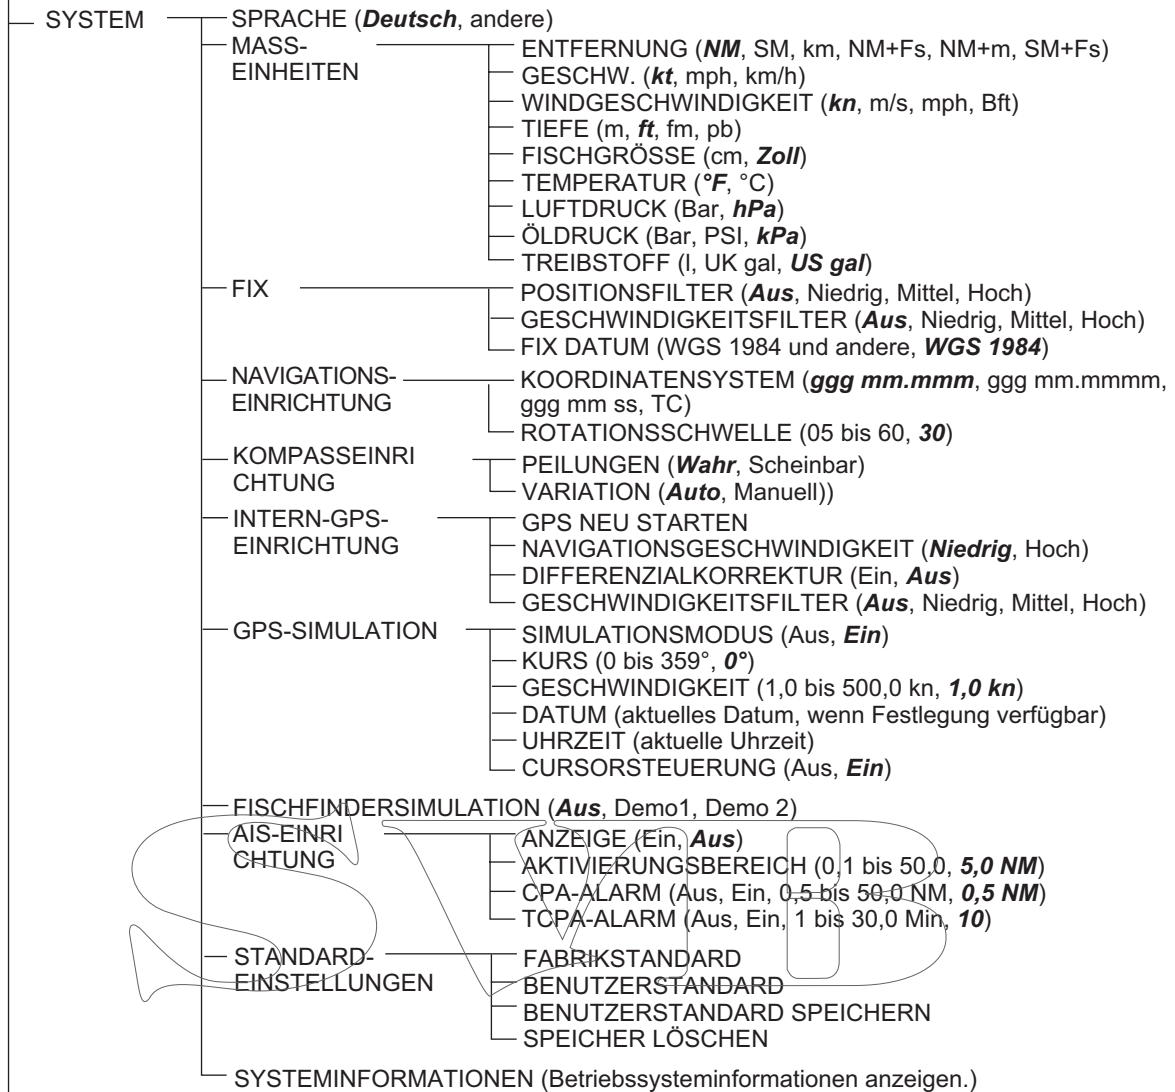 SYSTEM
SPRACHE (Deutsch, andere)
MASS-
EINHEITEN
ENTFERNUNG (NM, SM, km, NM+Fs, NM+m, SM+Fs)
GESCHW. (kt, mph, km/h)
WINDGESCHWINDIGKEIT (kn, m/s, mph, Bft)
TIEFE (m, ft, fm, pb)
FISCHGRÖSSE (cm, Zoll)
TEMPERATUR (°F, °C)
LUFTDRUCK (Bar, hPa)
ÖLDRUCK (Bar, PSI, kPa)
TREIBSTOFF (l, UK gal, US gal)
FIX
POSITIONSFILTER (Aus, Niedrig, Mittel, Hoch)
GESCHWINDIGKEITSFILTER (Aus, Niedrig, Mittel, Hoch)
FIX DATUM (WGS 1984 und andere, WGS 1984)
NAVIGATIONS-
EINRICHTUNG
KOORDINATENSYSTEM (ggg mm.mmm, ggg mm.mmmm,
ggg mm ss, TC)
ROTATIONSSCHWELLE (05 bis 60, 30)
KOMPASSEINRI
CHTUNG
PEILUNGEN (Wahr, Scheinbar)
VARIATION (Auto, Manuell))
INTERN-GPS-
EINRICHTUNG
GPS NEU STARTEN
NAVIGATIONSGESCHWINDIGKEIT (Niedrig, Hoch)
DIFFERENZIALKORREKTUR (Ein, Aus)
GESCHWINDIGKEITSFILTER (Aus, Niedrig, Mittel, Hoch)
GPS-SIMULATION
SIMULATIONSMODUS (Aus, Ein)
KURS (0 bis 359°, 0°)
GESCHWINDIGKEIT (1,0 bis 500,0 kn, 1,0 kn)
DATUM (aktuelles Datum, wenn Festlegung verfügbar)
UHRZEIT (aktuelle Uhrzeit)
CURSORSTEUERUNG (Aus, Ein)
FISCHFINDERSIMULATION (Aus, Demo1, Demo 2)
AIS-EINRI
CHTUNG
ANZEIGE (Ein, Aus)
AKTIVIERUNGSBEREICH (0,1 bis 50,0, 5,0 NM)
CPA-ALARM (Aus, Ein, 0,5 bis 50,0 NM, 0,5 NM)
TCPA-ALARM (Aus, Ein, 1 bis 30,0 Min, 10)
STANDARD-
EINSTELLUNGEN
FABRIKSTANDARD
BENUTZERSTANDARD
BENUTZERSTANDARD SPEICHERN
SPEICHER LÖSCHEN
SYSTEMINFORMATIONEN (Betriebssysteminformationen anzeigen.)
SVB